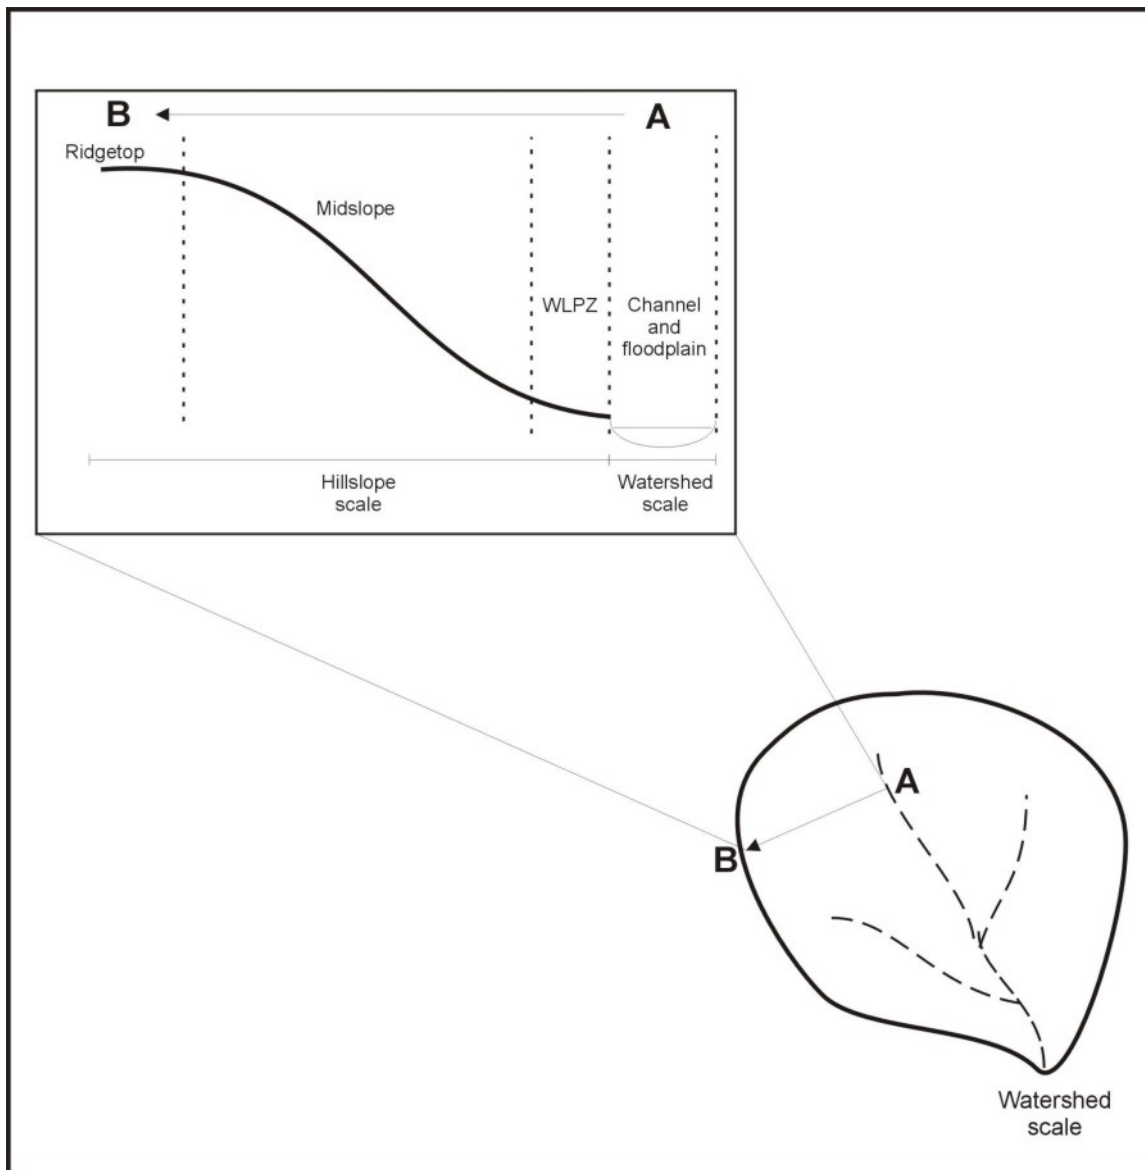 B
A
Ridgetop
Midslope
WLPZ
Channel
and
floodplain
Hillslope
scale
Watershed
scale
A
B
Watershed
scale